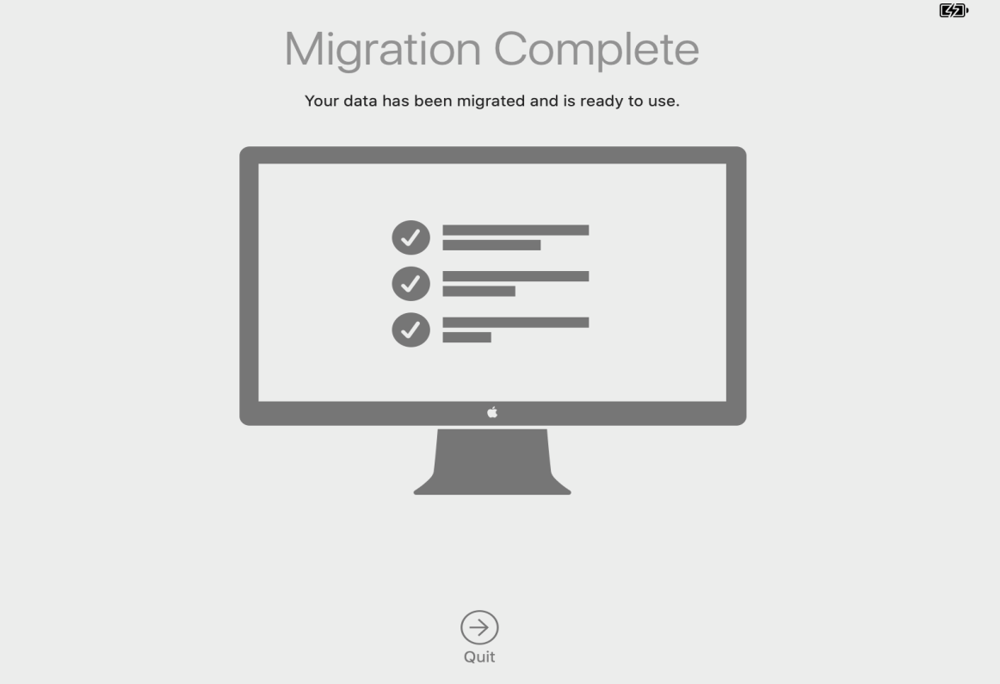 Migration Complete
Your data has been migrated and is ready to use.
Quit